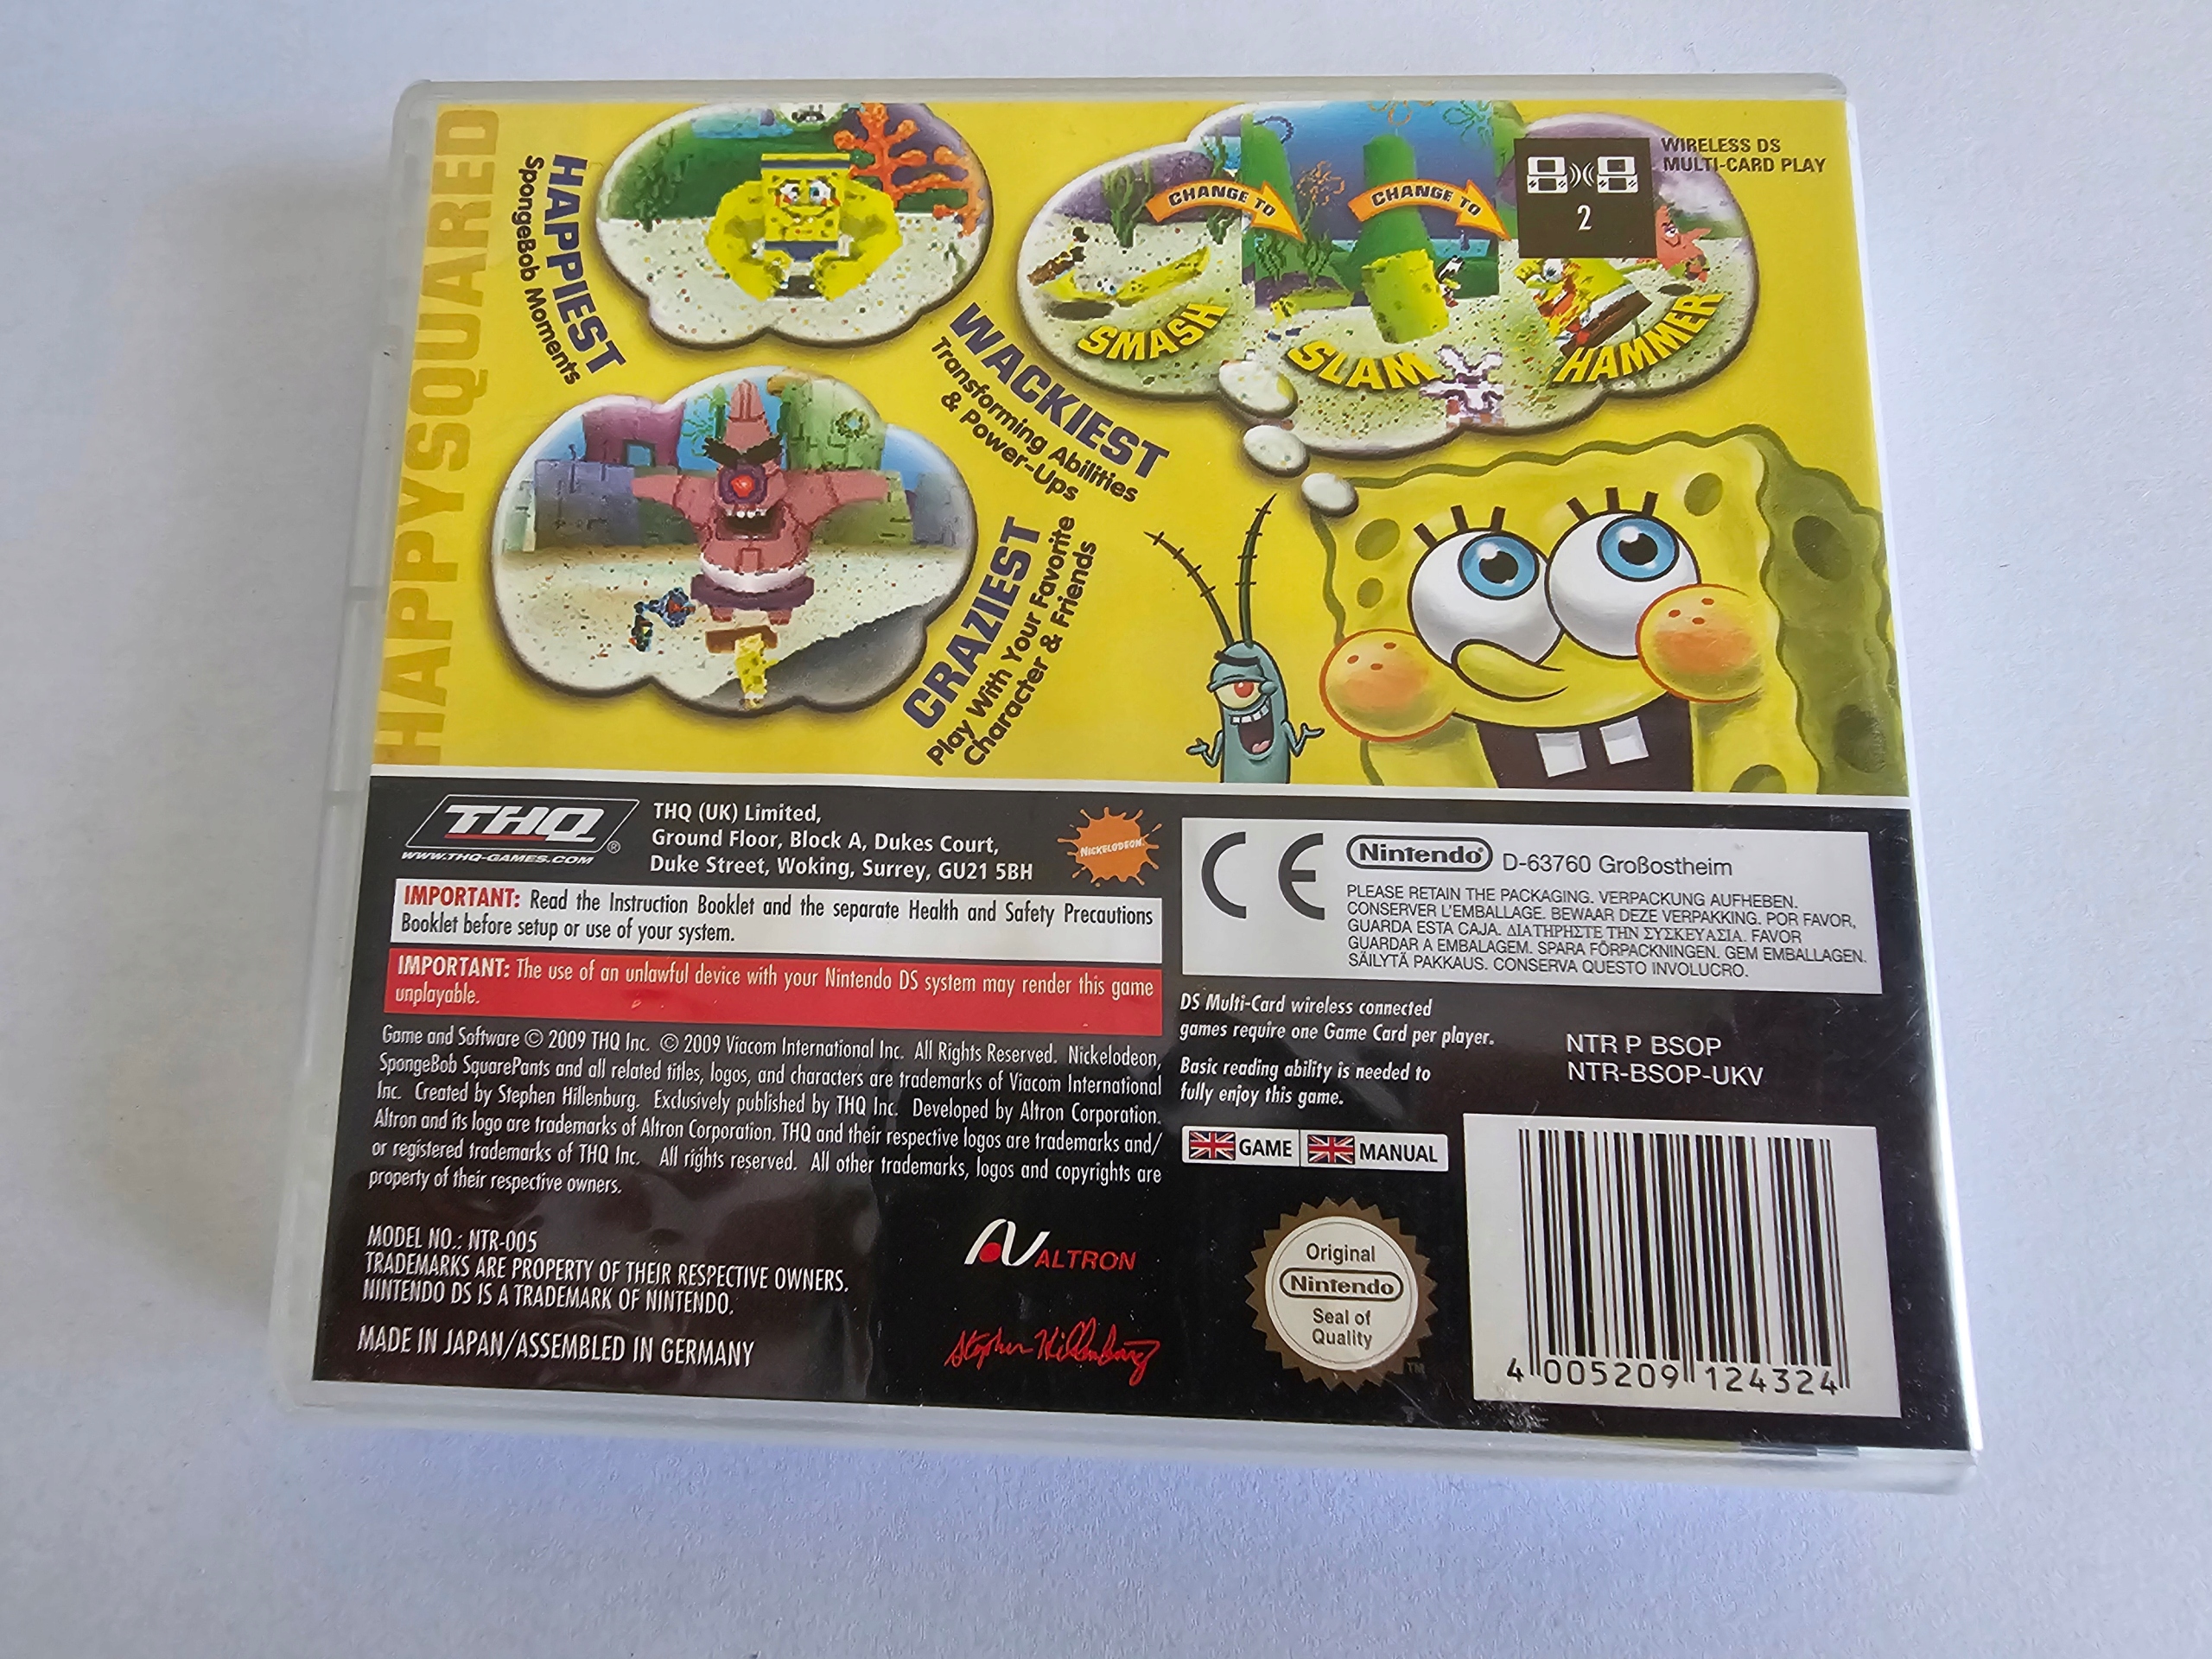 HAPPYSQUARED
HAPPIEST
SpongeBob Moments
WACKIEST
Transforming Abilities
& Power-Ups
CRAZIEST
Play With Your Favorite
Character & Friends
CHANGE TO
CHANGE TO
SMASH
SLAM
HAMMER
2
WIRELESS DS
MULTI-CARD PLAY
THQ®
WWW.THQ-GAMES.COM
THQ (UK) Limited,
Ground Floor, Block A, Dukes Court,
Duke Street, Woking, Surrey, GU21 5BH
NICKELODEON
IMPORTANT: Read the Instruction Booklet and the separate Health and Safety Precautions
Booklet before setup or use of your system.
IMPORTANT: The use of an unlawful device with your Nintendo DS system may render this game
unplayable.
Game and Software © 2009 THQ Inc. © 2009 Viacom International Inc. All Rights Reserved. Nickelodeon,
SpongeBob SquarePants and all related titles, logos, and characters are trademarks of Viacom International
Inc. Created by Stephen Hillenburg. Exclusively published by THQ Inc. Developed by Altron Corporation.
Altron and its logo are trademarks of Altron Corporation. THQ and their respective logos are trademarks and/
or registered trademarks of THQ Inc. All rights reserved. All other trademarks, logos and copyrights are
property of their respective owners.
MODEL NO.: NTR-005
TRADEMARKS ARE PROPERTY OF THEIR RESPECTIVE OWNERS.
NINTENDO DS IS A TRADEMARK OF NINTENDO.
MADE IN JAPAN/ASSEMBLED IN GERMANY
ALTRON
Stephen Hillenburg
CE
Nintendo® D-63760 Großostheim
PLEASE RETAIN THE PACKAGING. VERPACKUNG AUFHEBEN.
CONSERVER L'EMBALLAGE. BEWAAR DEZE VERPAKKING. POR FAVOR,
GUARDA ESTA CAJA. ΔΙΑΤΗΡΗΣΤΕ ΤΗΝ ΣΥΣΚΕΥΑΣΙΑ. FAVOR
GUARDAR A EMBALAGEM. SPARA FÖRPACKNINGEN. GEM EMBALLAGEN.
SÄILYTÄ PAKKAUS. CONSERVA QUESTO INVOLUCRO.
DS Multi-Card wireless connected
games require one Game Card per player.
Basic reading ability is needed to
fully enjoy this game.
NTR P BSOP
NTR-BSOP-UKV
GAME MANUAL
Original
Nintendo
Seal of
Quality
TM
4 005209 124324